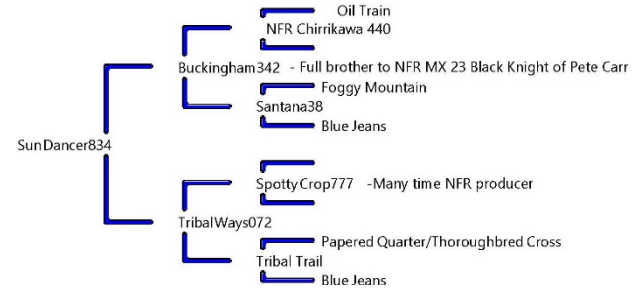 Oil Train
NFR Chirrikawa 440
Buckingham342 - Full brother to NFR MX 23 Black Knight of Pete Carr
Foggy Mountain
Santana38
Blue Jeans
SunDancer834
SpottyCrop777 -Many time NFR producer
TribalWays072
Papered Quarter/Thoroughbred Cross
Tribal Trail
Blue Jeans